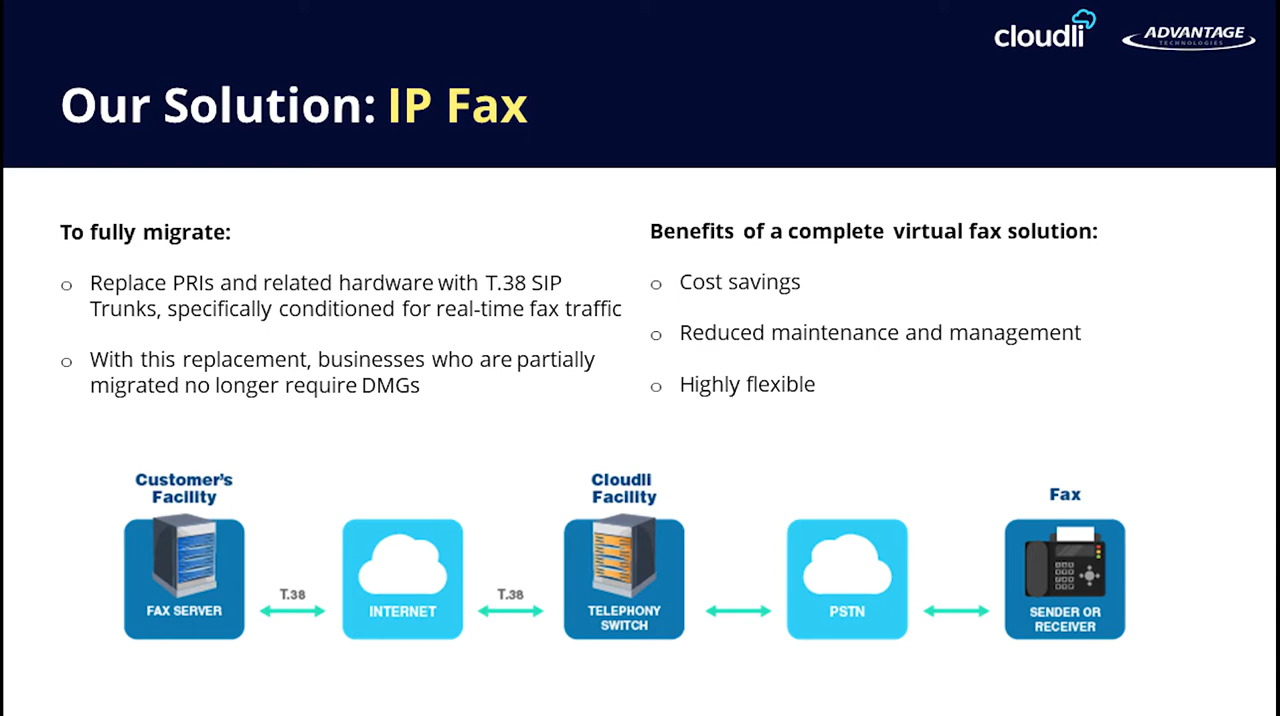 cloudli
ADVANTAGE
TECHNOLOGIES
Our Solution: IP Fax
To fully migrate:
o Replace PRIs and related hardware with T.38 SIP
Trunks, specifically conditioned for real-time fax traffic
o With this replacement, businesses who are partially
migrated no longer require DMGs
Benefits of a complete virtual fax solution:
o Cost savings
o Reduced maintenance and management
o Highly flexible
Customer's
Facility
FAX SERVER
T.38
INTERNET
T.38
Cloudli
Facility
TELEPHONY
SWITCH
PSTN
Fax
SENDER OR
RECEIVER